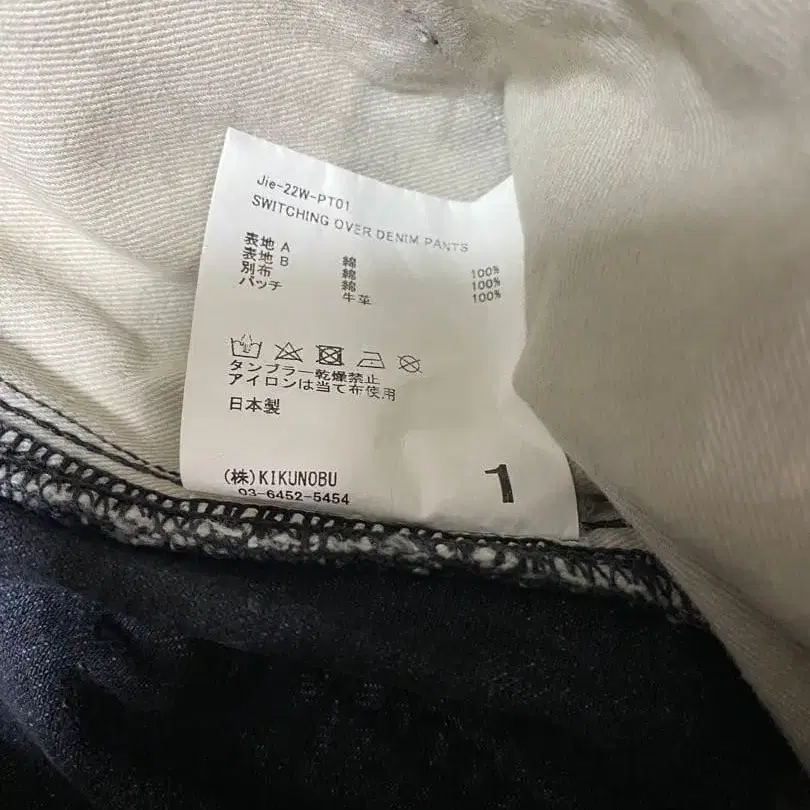 Jie-22W-PT01
SWITCHING OVER DENIM PANTS
表地 A 綿 100%
表地 B 綿 100%
別布 綿 100%
パッチ 牛革
タンブラー乾燥禁止
アイロンは当て布使用
日本製
(株)KIKUNOBU
03-6452-5454
1